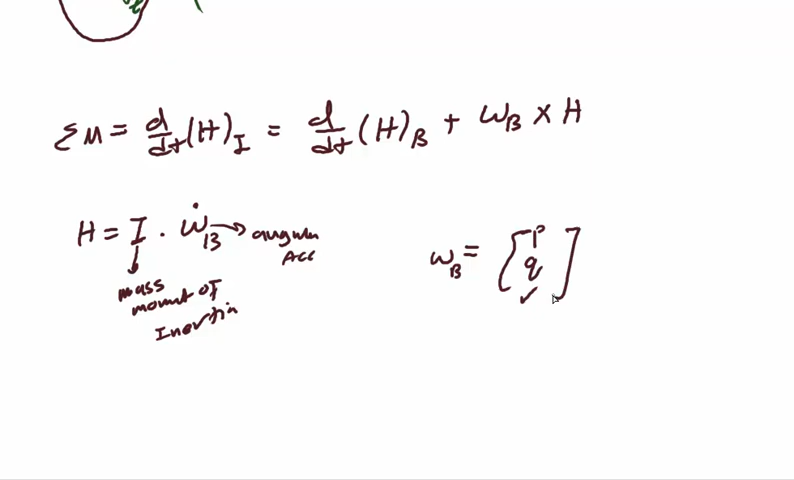 ΣM = d/dt (H)_I = d/dt (H)_B + ω_B × H
H = I · ω̇_B → angular Acc
mass moment of Inertia
ω_B = [p q r]